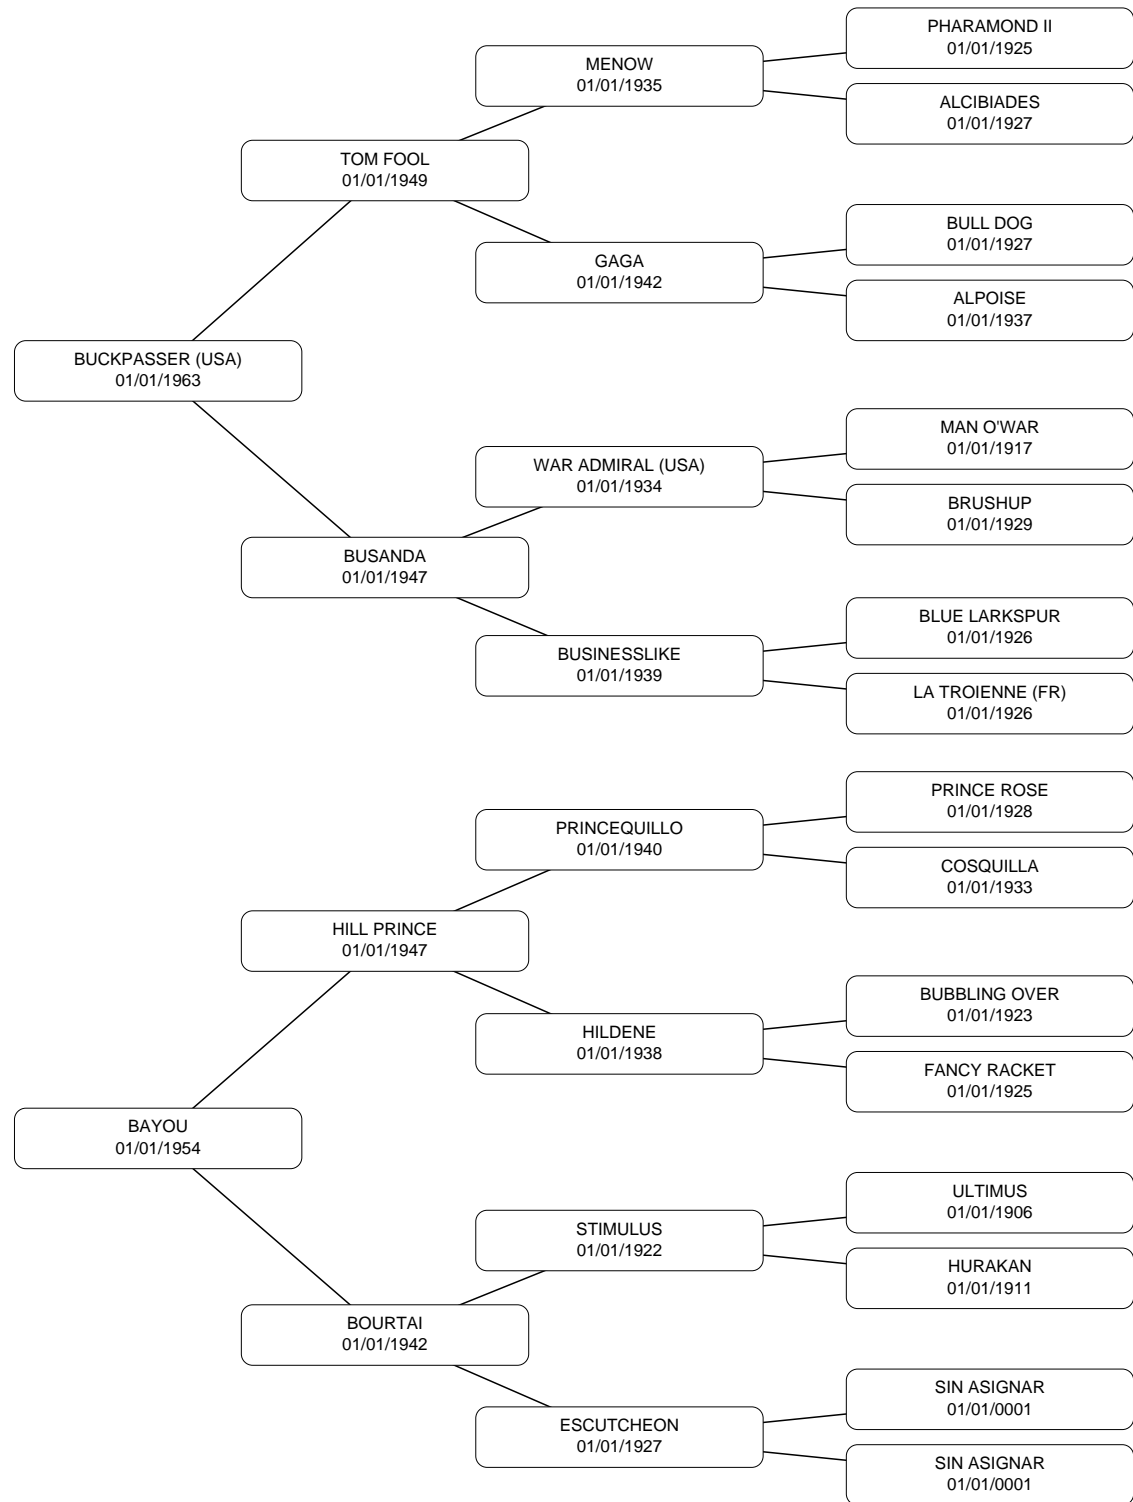 PHARAMOND II
01/01/1925
MENOW
01/01/1935
ALCIBIADES
01/01/1927
TOM FOOL
01/01/1949
BULL DOG
01/01/1927
GAGA
01/01/1942
ALPOISE
01/01/1937
BUCKPASSER (USA)
01/01/1963
MAN O'WAR
01/01/1917
WAR ADMIRAL (USA)
01/01/1934
BRUSHUP
01/01/1929
BUSANDA
01/01/1947
BLUE LARKSPUR
01/01/1926
BUSINESSLIKE
01/01/1939
LA TROIENNE (FR)
01/01/1926
PRINCE ROSE
01/01/1928
PRINCEQUILLO
01/01/1940
COSQUILLA
01/01/1933
HILL PRINCE
01/01/1947
BUBBLING OVER
01/01/1923
HILDENE
01/01/1938
FANCY RACKET
01/01/1925
BAYOU
01/01/1954
ULTIMUS
01/01/1906
STIMULUS
01/01/1922
HURAKAN
01/01/1911
BOURTAI
01/01/1942
SIN ASIGNAR
01/01/0001
ESCUTCHEON
01/01/1927
SIN ASIGNAR
01/01/0001